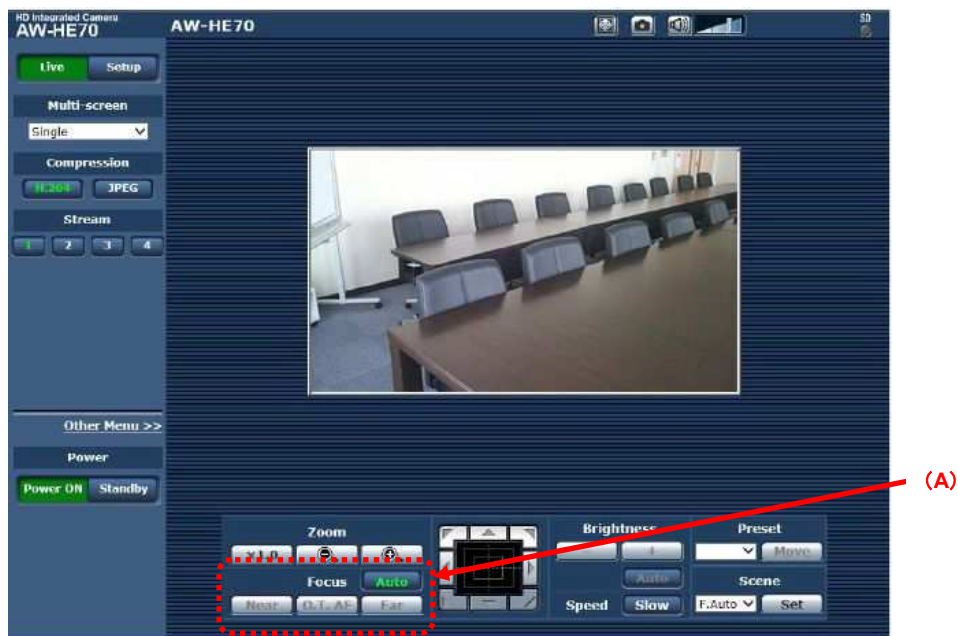 HD Integrated Camera
AW-HE70
AW-HE70
SD
Live Setup
Multi-screen
Single
Compression
H.264 JPEG
Stream
1 2 3 4
Other Menu >>
Power
Power ON Standby
(A)
Zoom
x1.0
Focus Auto
Near O.T. AF Far
Brightness
- +
Auto
Speed Slow
Preset
Move
Scene
F.Auto Set